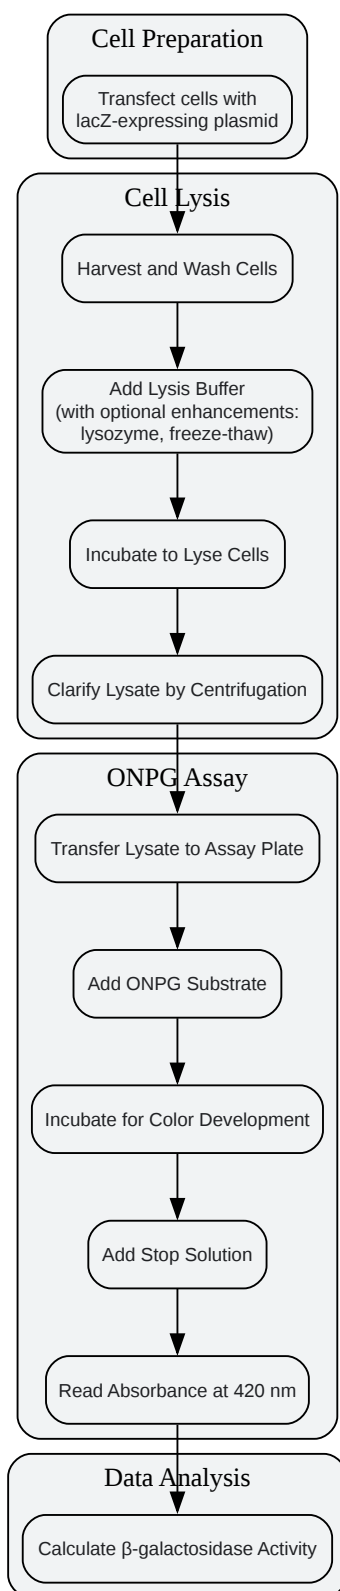 Cell Preparation
Transfect cells with
lacZ-expressing plasmid
Cell Lysis
Harvest and Wash Cells
Add Lysis Buffer
(with optional enhancements:
lysozyme, freeze-thaw)
Incubate to Lyse Cells
Clarify Lysate by Centrifugation
ONPG Assay
Transfer Lysate to Assay Plate
Add ONPG Substrate
Incubate for Color Development
Add Stop Solution
Read Absorbance at 420 nm
Data Analysis
Calculate β-galactosidase Activity